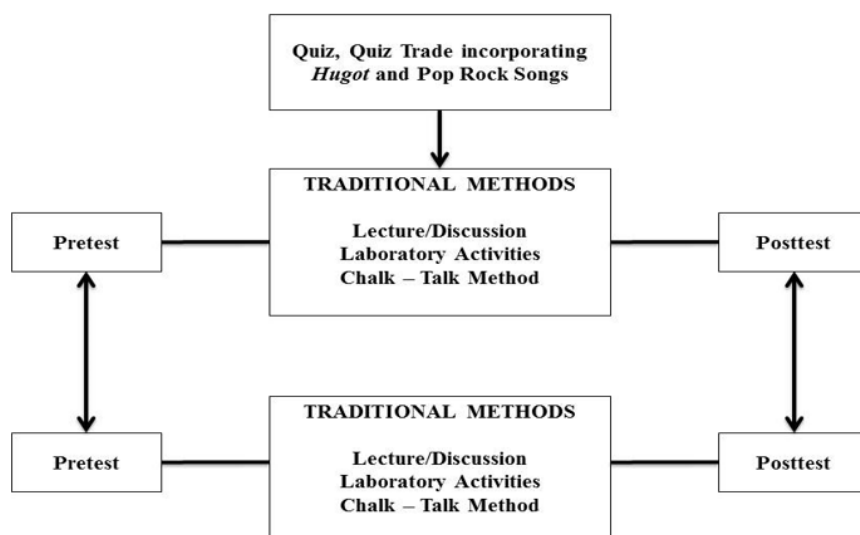 Quiz, Quiz Trade incorporating
Hugot and Pop Rock Songs
TRADITIONAL METHODS
Lecture/Discussion
Laboratory Activities
Chalk – Talk Method
Pretest
Posttest
TRADITIONAL METHODS
Lecture/Discussion
Laboratory Activities
Chalk – Talk Method
Pretest
Posttest